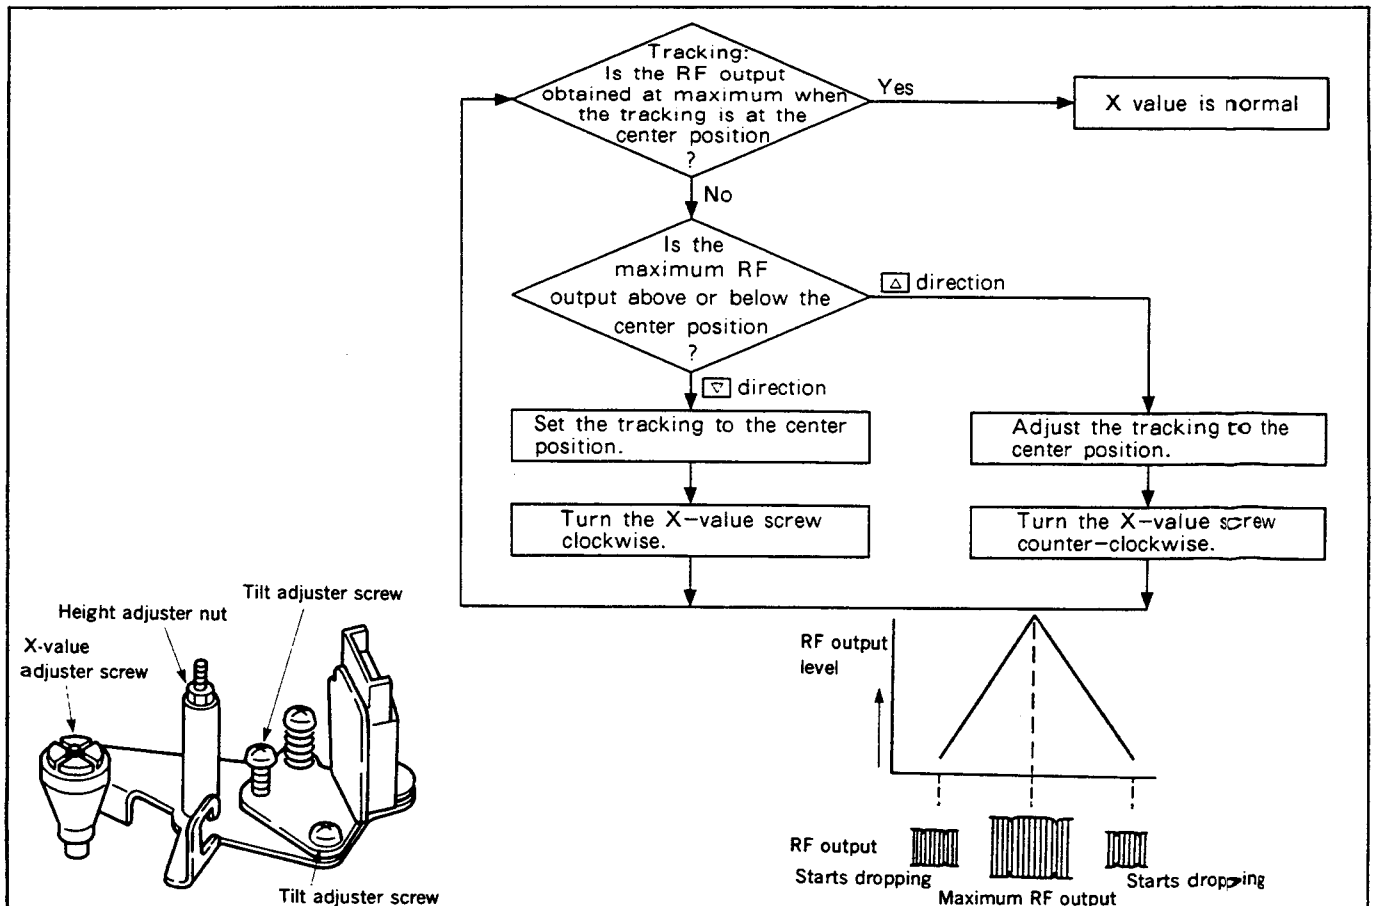 Tracking:
Is the RF output
obtained at maximum when
the tracking is at the
center position
?
Yes
X value is normal
No
Is the
maximum RF
output above or below the
center position
?
△ direction
▽ direction
Set the tracking to the center
position.
Adjust the tracking to the
center position.
Turn the X-value screw
clockwise.
Turn the X-value screw
counter-clockwise.
Tilt adjuster screw
Height adjuster nut
X-value
adjuster screw
Tilt adjuster screw
RF output
level
RF output
Starts dropping
Maximum RF output
Starts dropping